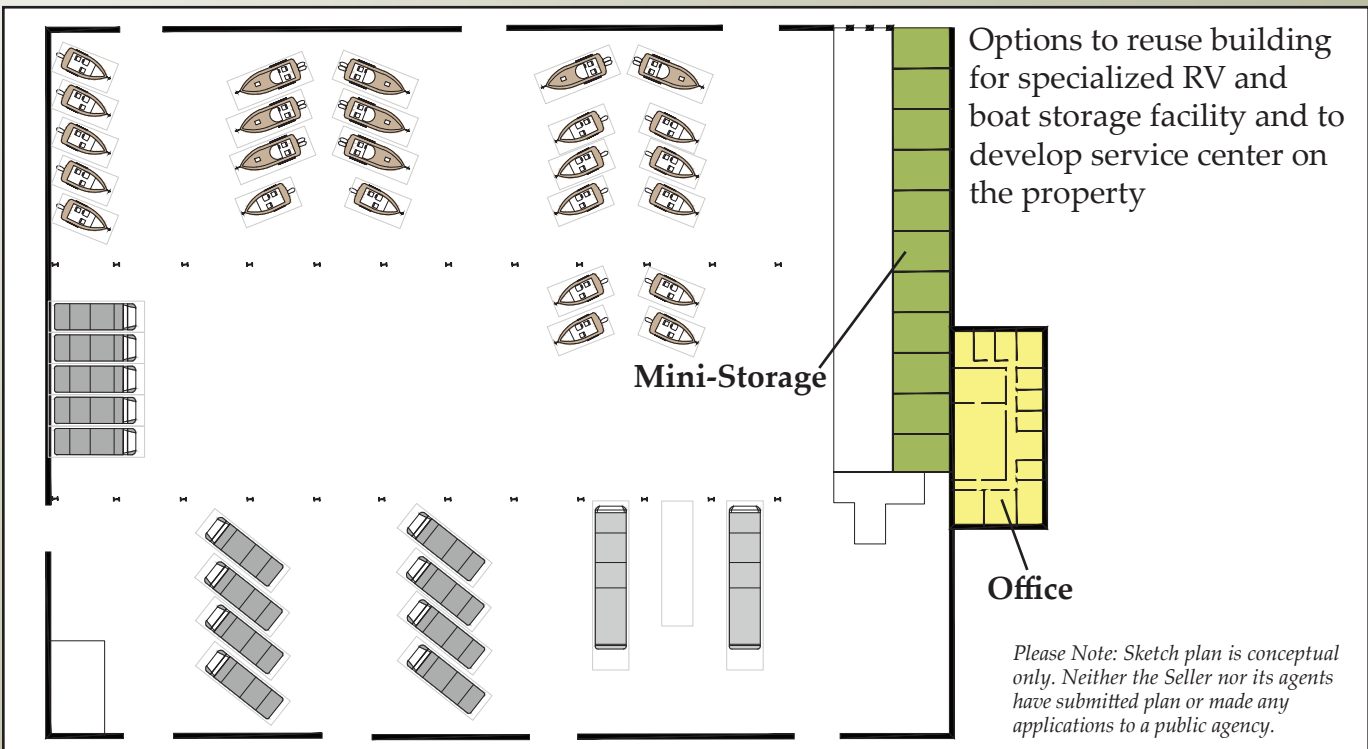 Options to reuse building
for specialized RV and
boat storage facility and to
develop service center on
the property
Mini-Storage
Office
Please Note: Sketch plan is conceptual
only. Neither the Seller nor its agents
have submitted plan or made any
applications to a public agency.